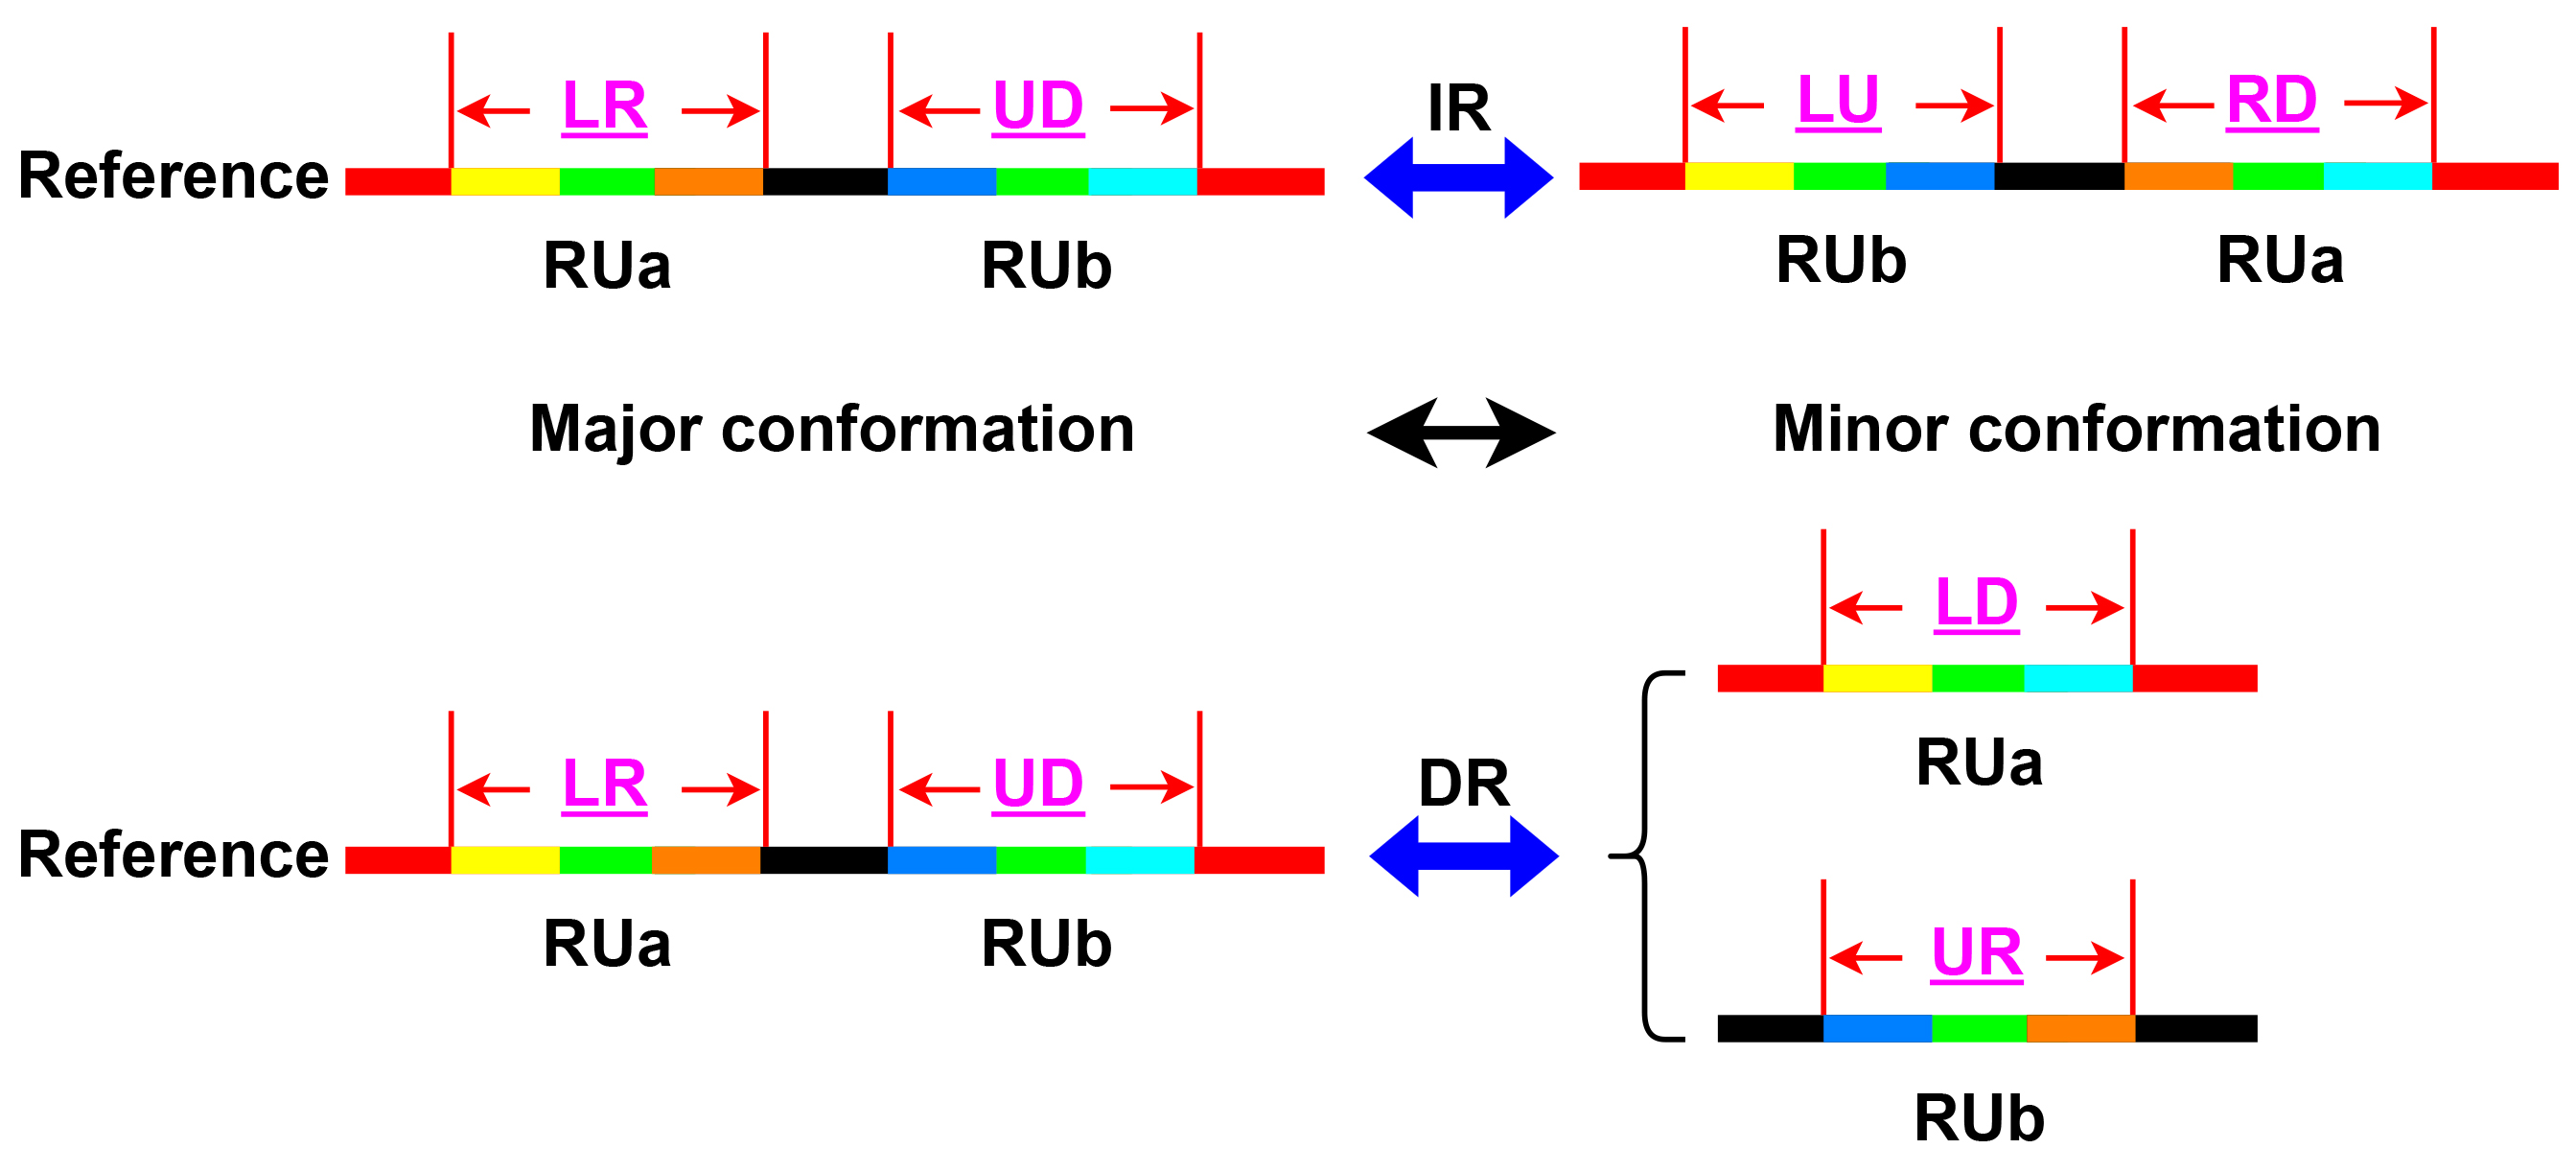 LR UD IR LU RD
Reference
RUa RUb RUb RUa
Major conformation Minor conformation
LD
RUa
LR UD DR
Reference
RUa RUb
UR
RUb